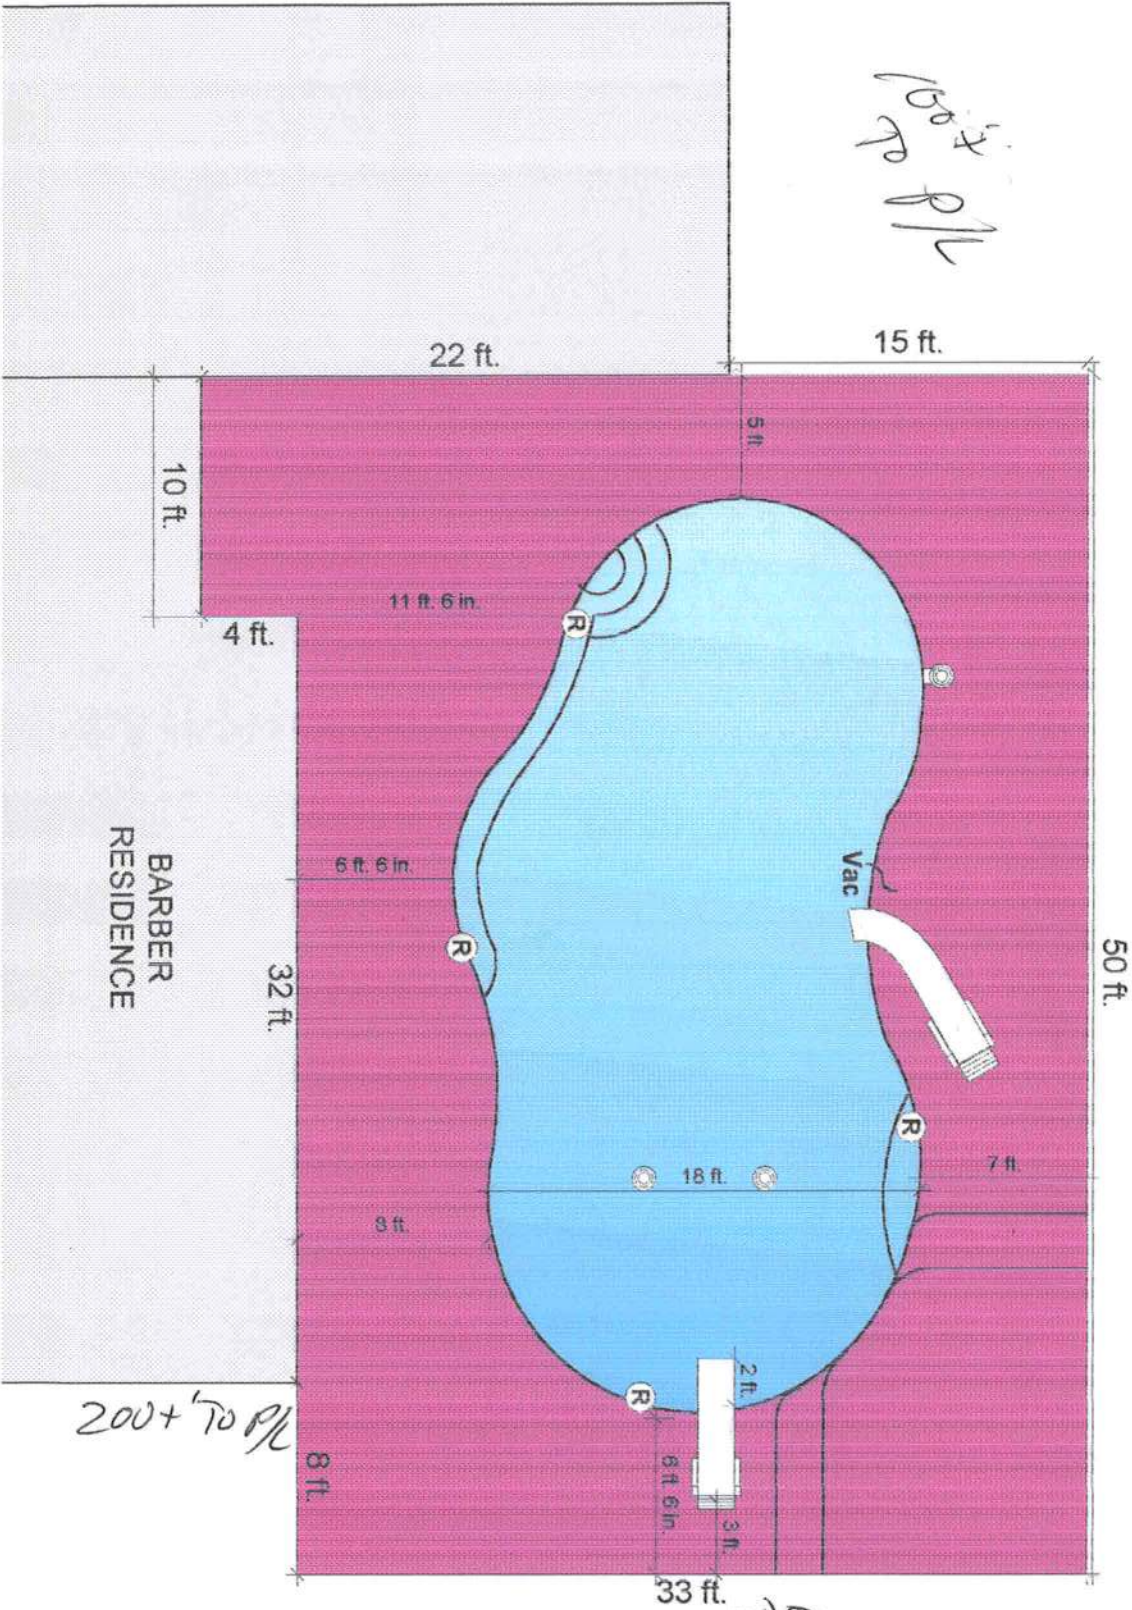 100'+
To P/L
22 ft.
15 ft.
5 ft.
10 ft.
11 ft. 6 in.
R
4 ft.
Vac
6 ft. 6 in.
BARBER
RESIDENCE
R
32 ft.
50 ft.
R
7 ft.
18 ft.
8 ft.
2 ft.
R
200+' To P/L
8 ft.
6 ft. 6 in.
3 ft.
33 ft.